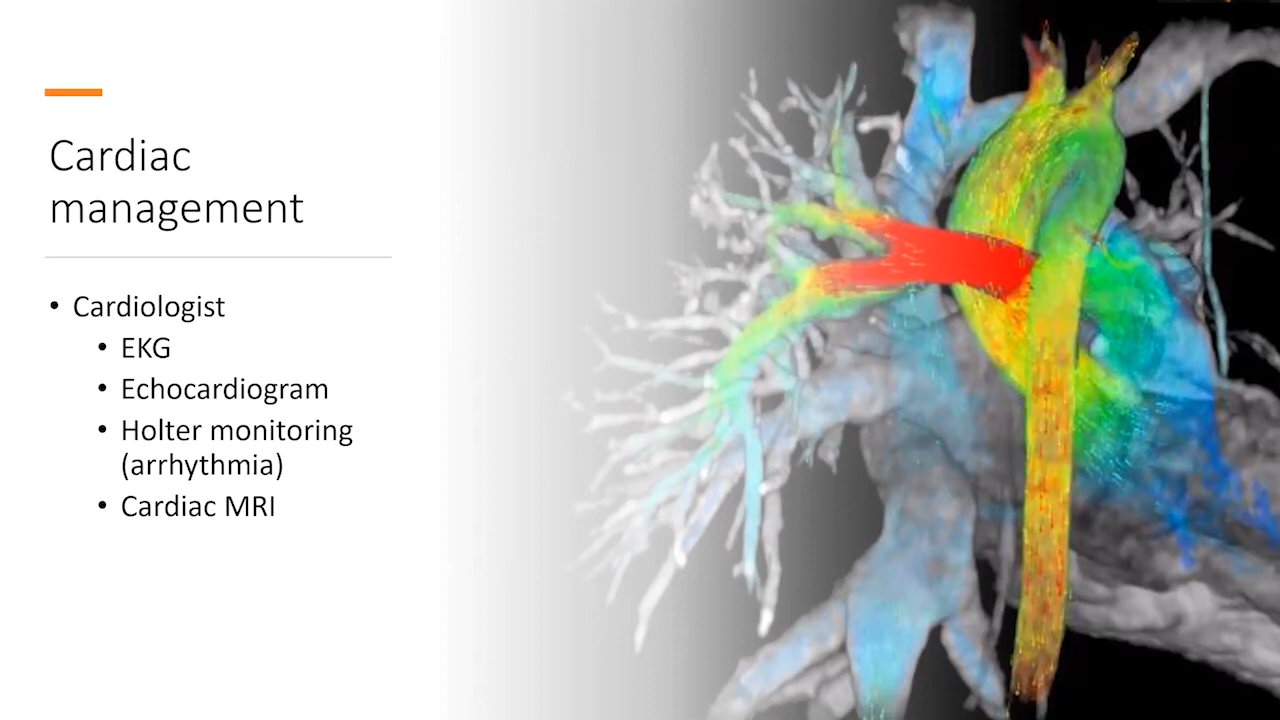 Cardiac
management
• Cardiologist
• EKG
• Echocardiogram
• Holter monitoring
(arrhythmia)
• Cardiac MRI